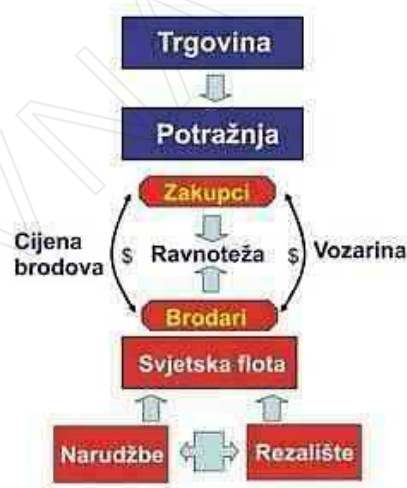 Trgovina
Potražnja
Zakupci
Cijena
brodova
$ Ravnoteža $
Vozarina
Brodari
Svjetska flota
Narudžbe
Rezalište